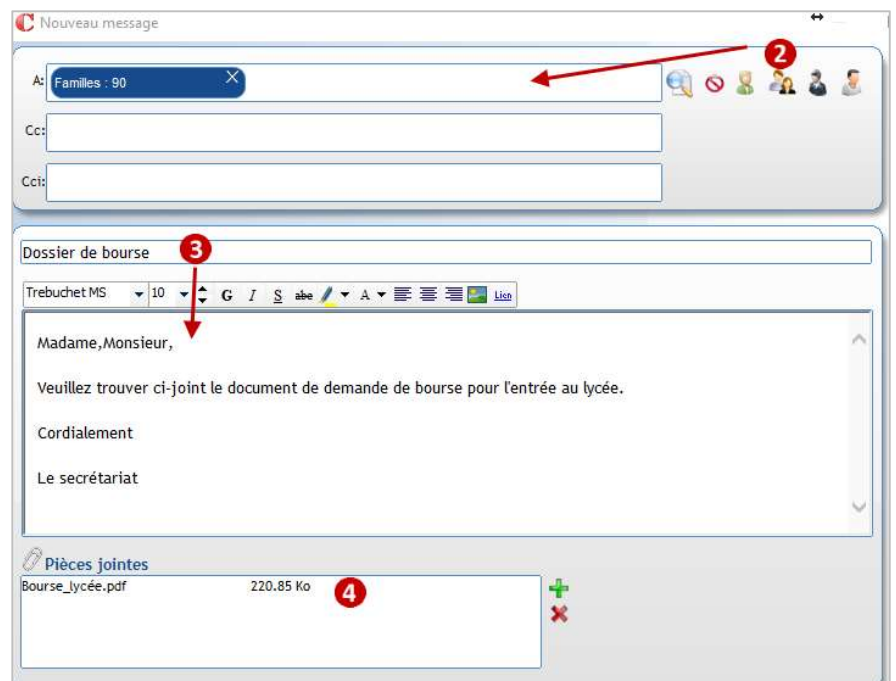 C Nouveau message
2
A: Familles : 90 X
Cc:
Cci:
Dossier de bourse 3
Trebuchet MS 10 G I S abc A Lien
Madame,Monsieur,
Veuillez trouver ci-joint le document de demande de bourse pour l'entrée au lycée.
Cordialement
Le secrétariat
Pièces jointes
Bourse_lycée.pdf 220.85 Ko 4